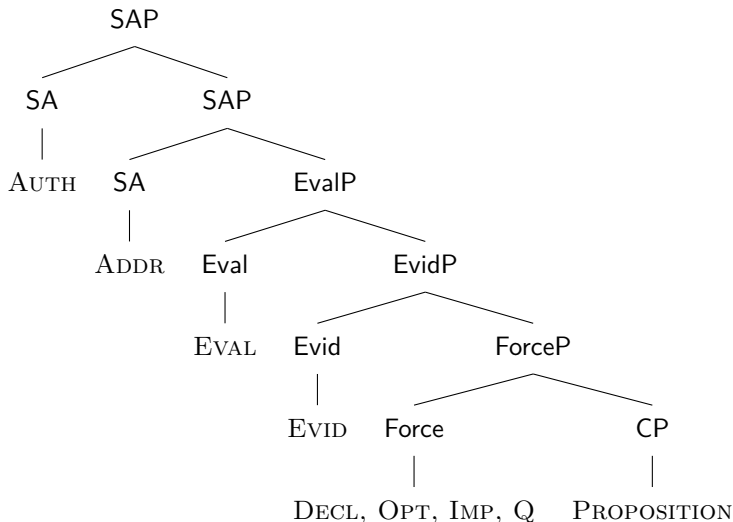 SAP
SA SAP
AUTH SA EvalP
ADDR Eval EvidP
EVAL Evid ForceP
EVID Force CP
DECL, OPT, IMP, Q PROPOSITION